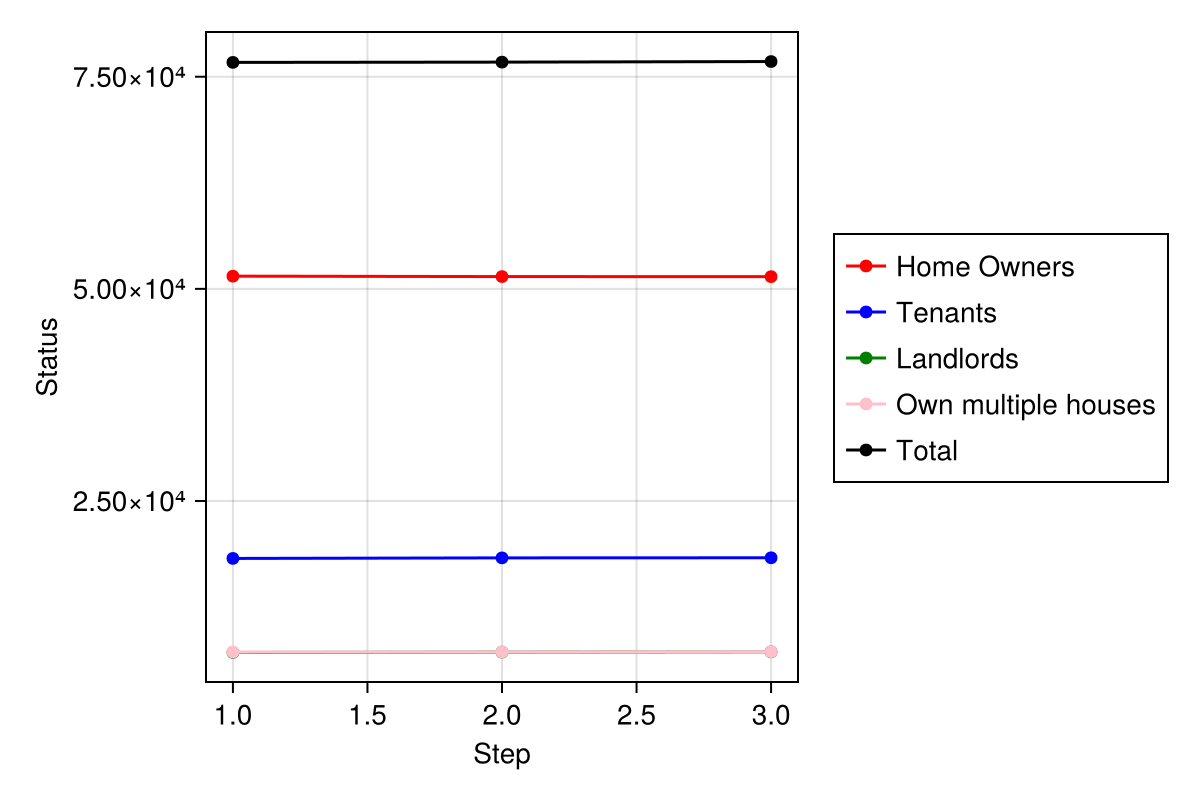 7.50×10⁴
5.00×10⁴
2.50×10⁴
Status
1.0 1.5 2.0 2.5 3.0
Step
Home Owners
Tenants
Landlords
Own multiple houses
Total